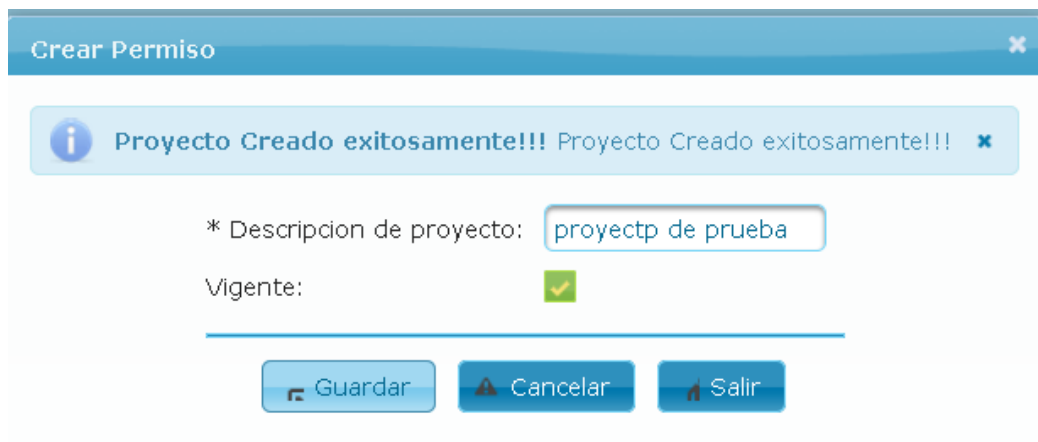 Crear Permiso
Proyecto Creado exitosamente!!! Proyecto Creado exitosamente!!!
* Descripcion de proyecto: proyectp de prueba
Vigente:
Guardar Cancelar Salir